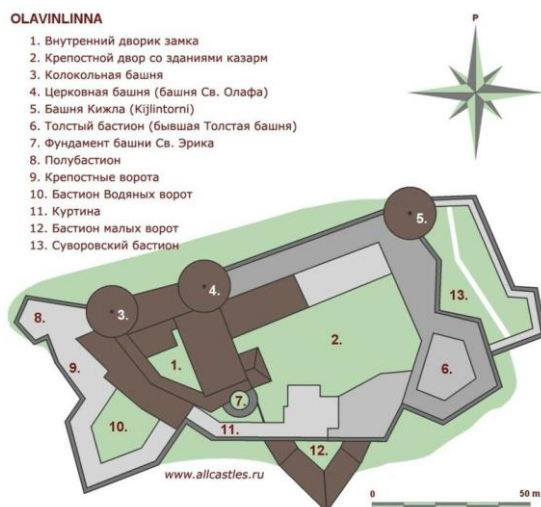 OLAVINLINNA
1. Внутренний дворик замка
2. Крепостной двор со зданиями казарм
3. Колокольная башня
4. Церковная башня (башня Св. Олафа)
5. Башня Кижла (Kijlintorni)
6. Толстый бастион (бывшая Толстая башня)
7. Фундамент башни Св. Эрика
8. Полубастион
9. Крепостные ворота
10. Бастион Водяных ворот
11. Куртина
12. Бастион малых ворот
13. Суворовский бастион
P
5.
4.
3.
8.
13.
2.
1.
9.
6.
7.
10.
11.
12.
www.allcastles.ru
0
50 m